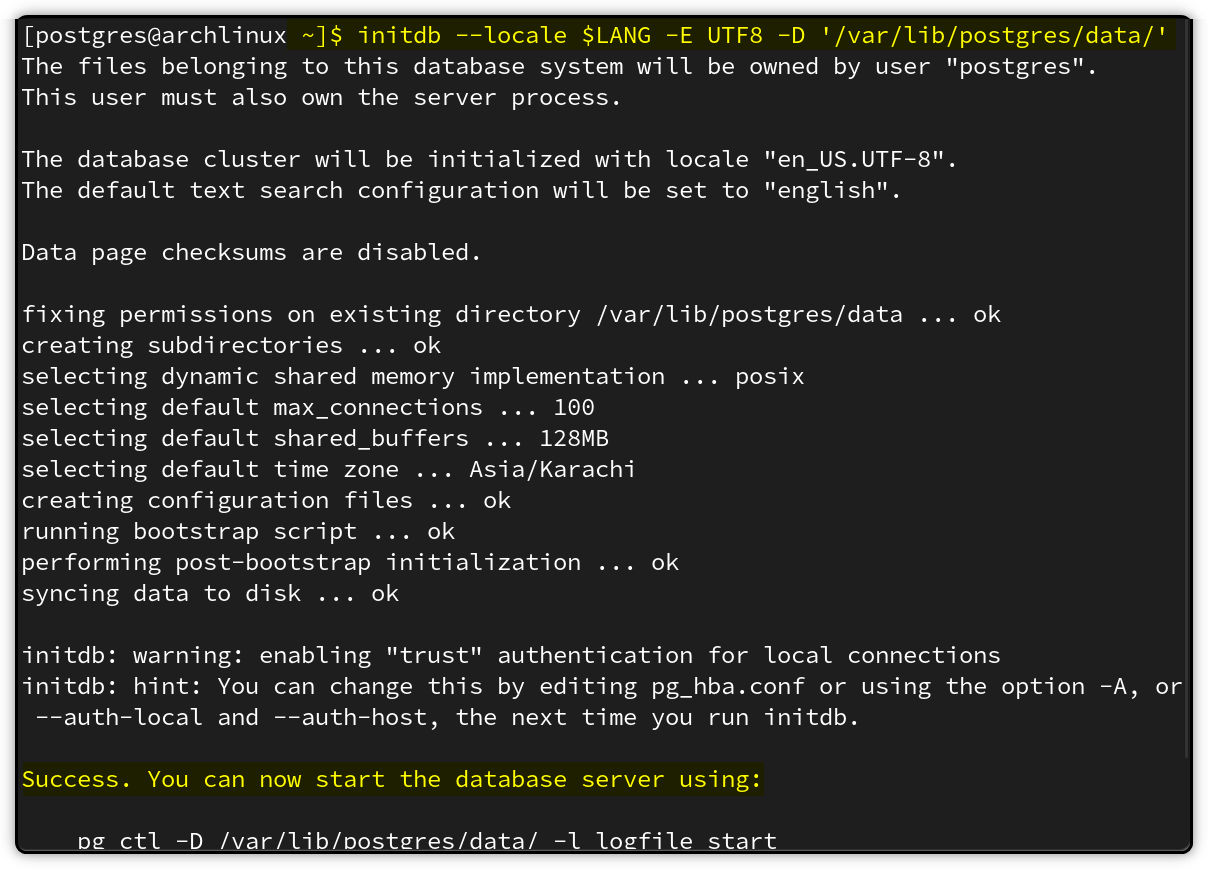 [postgres@archlinux ~]$ initdb --locale $LANG -E UTF8 -D '/var/lib/postgres/data/'
The files belonging to this database system will be owned by user "postgres".
This user must also own the server process.
The database cluster will be initialized with locale "en_US.UTF-8".
The default text search configuration will be set to "english".
Data page checksums are disabled.
fixing permissions on existing directory /var/lib/postgres/data ... ok
creating subdirectories ... ok
selecting dynamic shared memory implementation ... posix
selecting default max_connections ... 100
selecting default shared_buffers ... 128MB
selecting default time zone ... Asia/Karachi
creating configuration files ... ok
running bootstrap script ... ok
performing post-bootstrap initialization ... ok
syncing data to disk ... ok
initdb: warning: enabling "trust" authentication for local connections
initdb: hint: You can change this by editing pg_hba.conf or using the option -A, or
--auth-local and --auth-host, the next time you run initdb.
Success. You can now start the database server using:
pg_ctl -D /var/lib/postgres/data/ -l logfile start